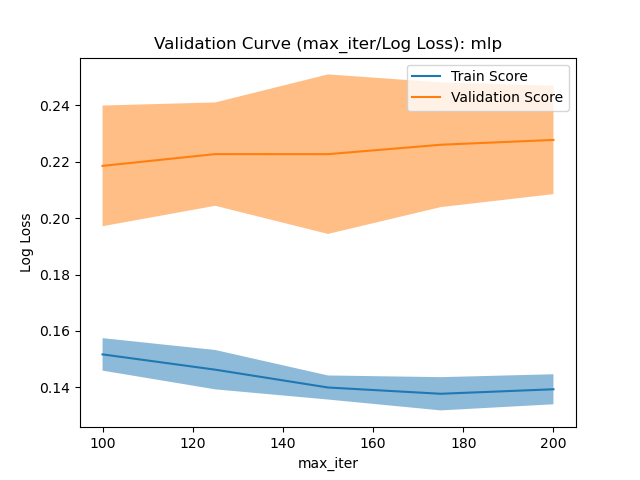 Validation Curve (max_iter/Log Loss): mlp
Train Score
Validation Score
Log Loss
0.24
0.22
0.20
0.18
0.16
0.14
100
120
140
160
180
200
max_iter